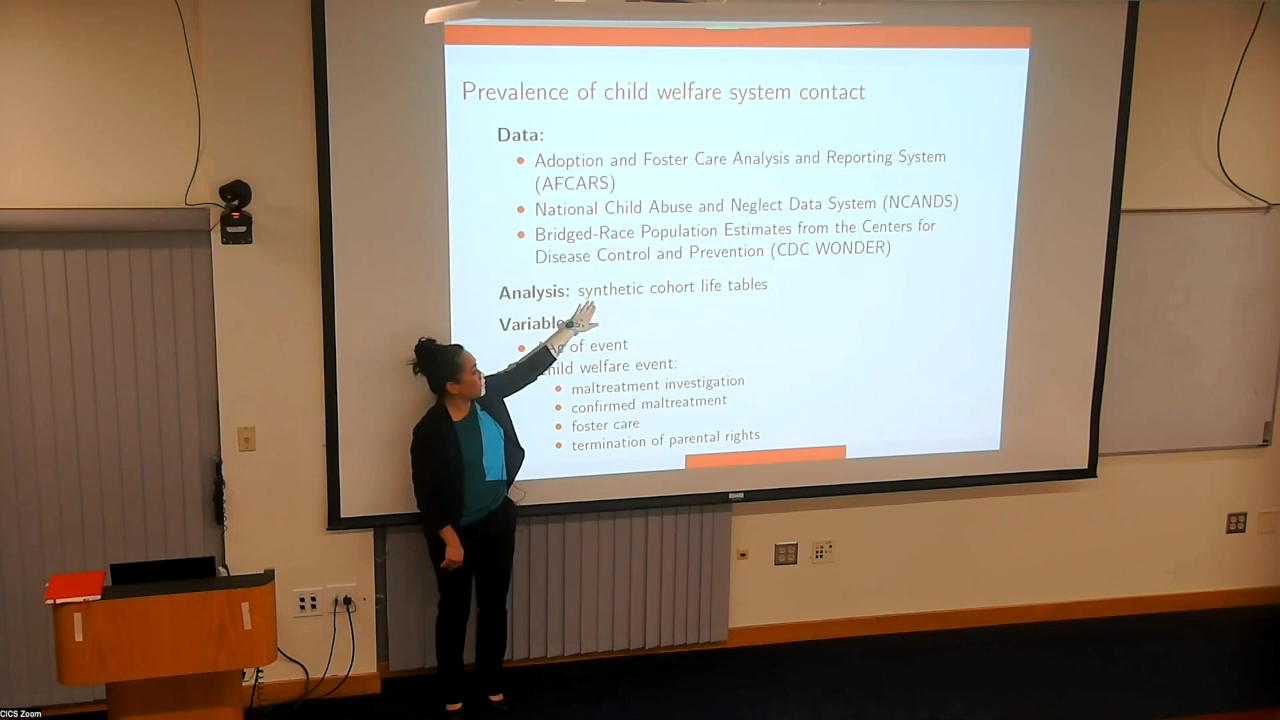 Prevalence of child welfare system contact
Data:
Adoption and Foster Care Analysis and Reporting System
(AFCARS)
National Child Abuse and Neglect Data System (NCANDS)
Bridged-Race Population Estimates from the Centers for
Disease Control and Prevention (CDC WONDER)
Analysis: synthetic cohort life tables
Variables:
of event
child welfare event:
maltreatment investigation
confirmed maltreatment
foster care
termination of parental rights
CICS Zoom